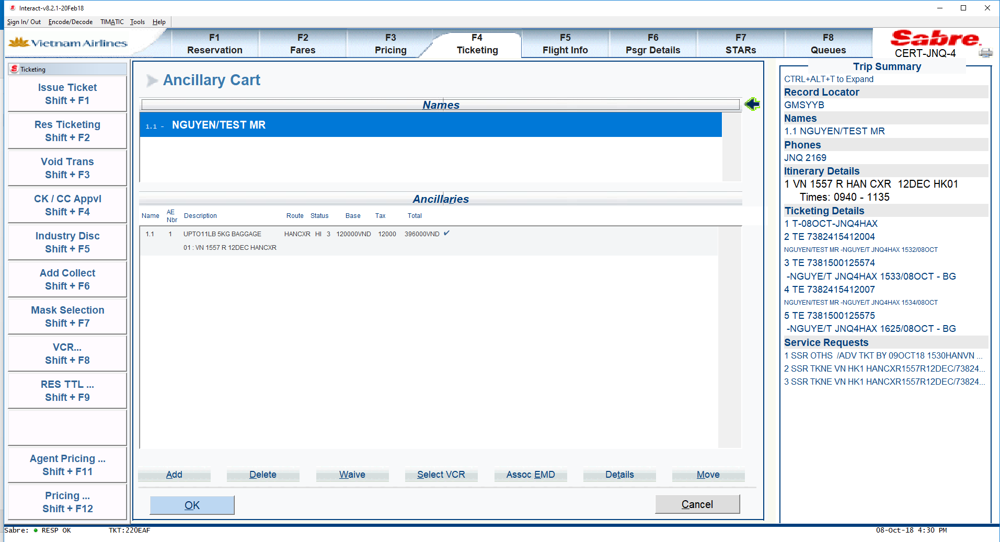 Interact-v8.2.1-20Feb18
Sign In/ Out Encode/Decode TIMATIC Tools Help
Vietnam Airlines
F1 Reservation
F2 Fares
F3 Pricing
F4 Ticketing
F5 Flight Info
F6 Psgr Details
F7 STARs
F8 Queues
Sabre.
CERT-JNQ-4
Ticketing
Issue Ticket
Shift + F1
Res Ticketing
Shift + F2
Void Trans
Shift + F3
CK / CC Appvl
Shift + F4
Industry Disc
Shift + F5
Add Collect
Shift + F6
Mask Selection
Shift + F7
VCR...
Shift + F8
RES TTL ...
Shift + F9
Agent Pricing ...
Shift + F11
Pricing ...
Shift + F12
Ancillary Cart
Names
1.1 - NGUYEN/TEST MR
Ancillaries
Name AE Nbr Description Route Status Base Tax Total
1.1 1 UPTO11LB 5KG BAGGAGE HANCXR HI 3 120000VND 12000 396000VND ✔
01 : VN 1557 R 12DEC HANCXR
Add Delete Waive Select VCR Assoc EMD Details Move
OK Cancel
Trip Summary
CTRL+ALT+T to Expand
Record Locator
GMSYYB
Names
1.1 NGUYEN/TEST MR
Phones
JNQ 2169
Itinerary Details
1 VN 1557 R HAN CXR 12DEC HK01
Times: 0940 - 1135
Ticketing Details
1 T-08OCT-JNQ4HAX
2 TE 7382415412004
NGUYEN/TEST MR -NGUYE/T JNQ4HAX 1532/08OCT
3 TE 7381500125574
-NGUYE/T JNQ4HAX 1533/08OCT - BG
4 TE 7382415412007
NGUYEN/TEST MR -NGUYE/T JNQ4HAX 1534/08OCT
5 TE 7381500125575
-NGUYE/T JNQ4HAX 1625/08OCT - BG
Service Requests
1 SSR OTHS /ADV TKT BY 09OCT18 1530HANVN ...
2 SSR TKNE VN HK1 HANCXR1557R12DEC/73824...
3 SSR TKNE VN HK1 HANCXR1557R12DEC/73824...
Sabre: RESP OK TKT:220EAF 08-Oct-18 4:30 PM